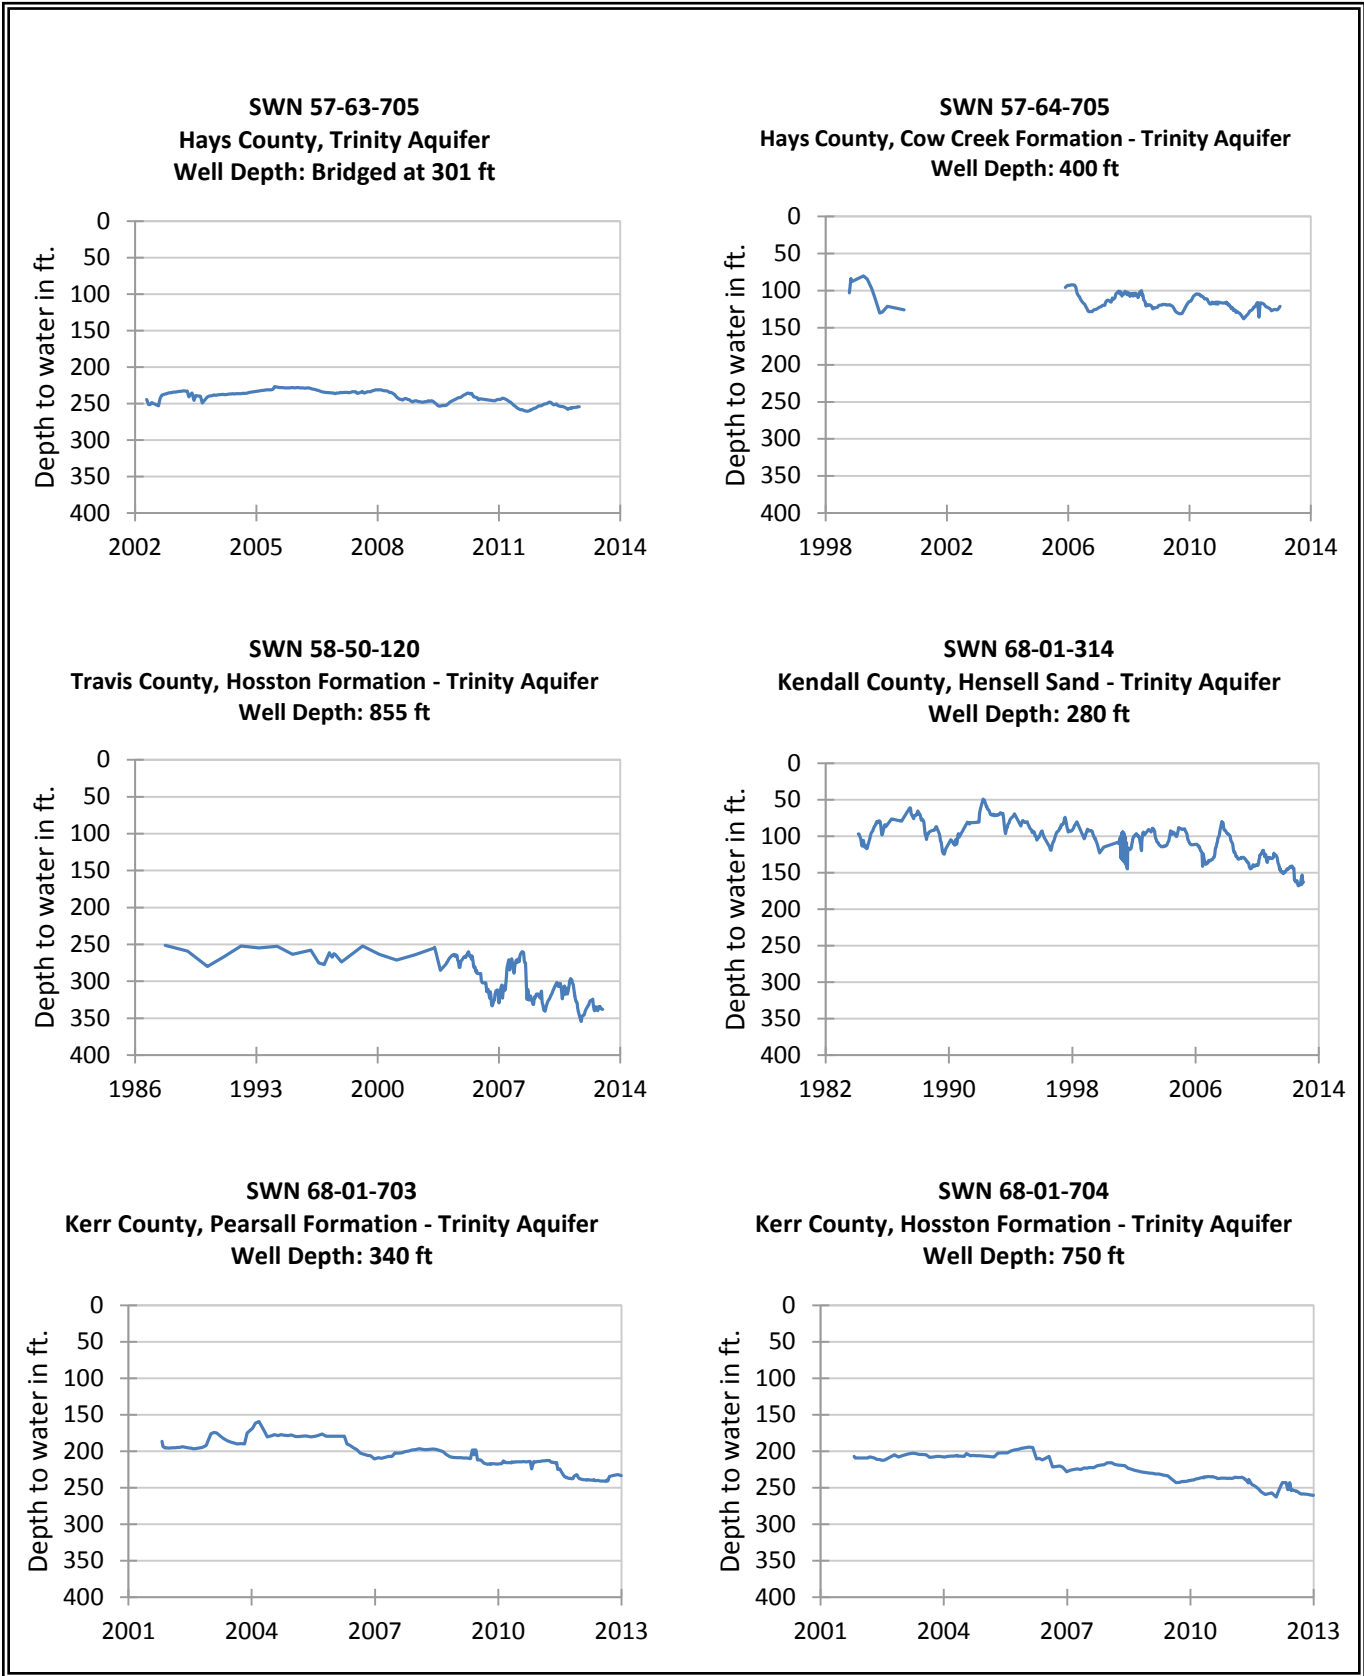 SWN 57-63-705
Hays County, Trinity Aquifer
Well Depth: Bridged at 301 ft
Depth to water in ft.
0
50
100
150
200
250
300
350
400
2002 2005 2008 2011 2014
SWN 57-64-705
Hays County, Cow Creek Formation - Trinity Aquifer
Well Depth: 400 ft
Depth to water in ft.
0
50
100
150
200
250
300
350
400
1998 2002 2006 2010 2014
SWN 58-50-120
Travis County, Hosston Formation - Trinity Aquifer
Well Depth: 855 ft
Depth to water in ft.
0
50
100
150
200
250
300
350
400
1986 1993 2000 2007 2014
SWN 68-01-314
Kendall County, Hensell Sand - Trinity Aquifer
Well Depth: 280 ft
Depth to water in ft.
0
50
100
150
200
250
300
350
400
1982 1990 1998 2006 2014
SWN 68-01-703
Kerr County, Pearsall Formation - Trinity Aquifer
Well Depth: 340 ft
Depth to water in ft.
0
50
100
150
200
250
300
350
400
2001 2004 2007 2010 2013
SWN 68-01-704
Kerr County, Hosston Formation - Trinity Aquifer
Well Depth: 750 ft
Depth to water in ft.
0
50
100
150
200
250
300
350
400
2001 2004 2007 2010 2013